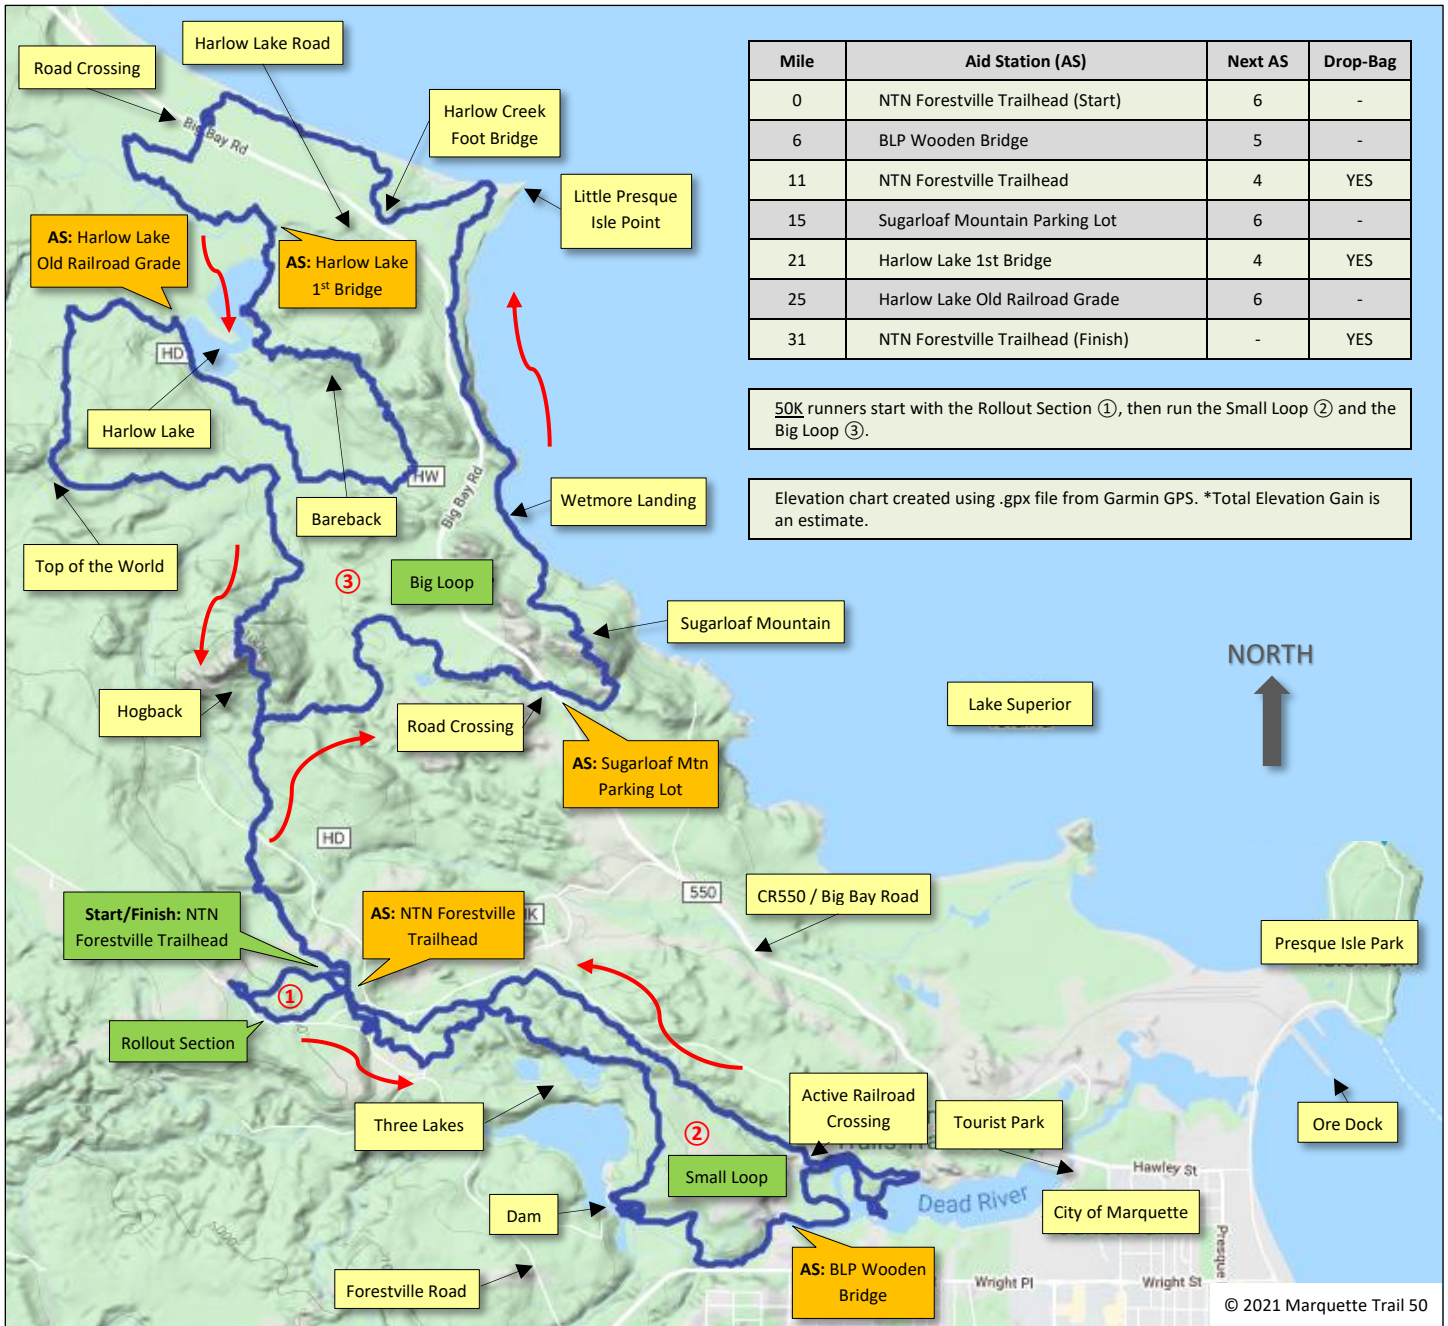 Harlow Lake Road
Road Crossing
Big Bay Rd
Harlow Creek
Foot Bridge
Little Presque
Isle Point
AS: Harlow Lake
Old Railroad Grade
AS: Harlow Lake
1st Bridge
HD
Harlow Lake
HW
Bareback
Big Bay Rd
Wetmore Landing
Top of the World
③
Big Loop
Sugarloaf Mountain
Hogback
Road Crossing
AS: Sugarloaf Mtn
Parking Lot
Mile Aid Station (AS) Next AS Drop-Bag
0 NTN Forestville Trailhead (Start) 6 -
6 BLP Wooden Bridge 5 -
11 NTN Forestville Trailhead 4 YES
15 Sugarloaf Mountain Parking Lot 6 -
21 Harlow Lake 1st Bridge 4 YES
25 Harlow Lake Old Railroad Grade 6 -
31 NTN Forestville Trailhead (Finish) - YES
50K runners start with the Rollout Section ①, then run the Small Loop ② and the
Big Loop ③.
Elevation chart created using .gpx file from Garmin GPS. *Total Elevation Gain is
an estimate.
NORTH
Lake Superior
HD
550
CR550 / Big Bay Road
Start/Finish: NTN
Forestville Trailhead
AS: NTN Forestville
Trailhead
Presque Isle Park
①
Rollout Section
Three Lakes
Active Railroad
Crossing
Tourist Park
Ore Dock
②
Small Loop
Hawley St
Dead River
City of Marquette
Dam
AS: BLP Wooden
Bridge
Forestville Road
Wright Pl
Wright St
Presque
© 2021 Marquette Trail 50